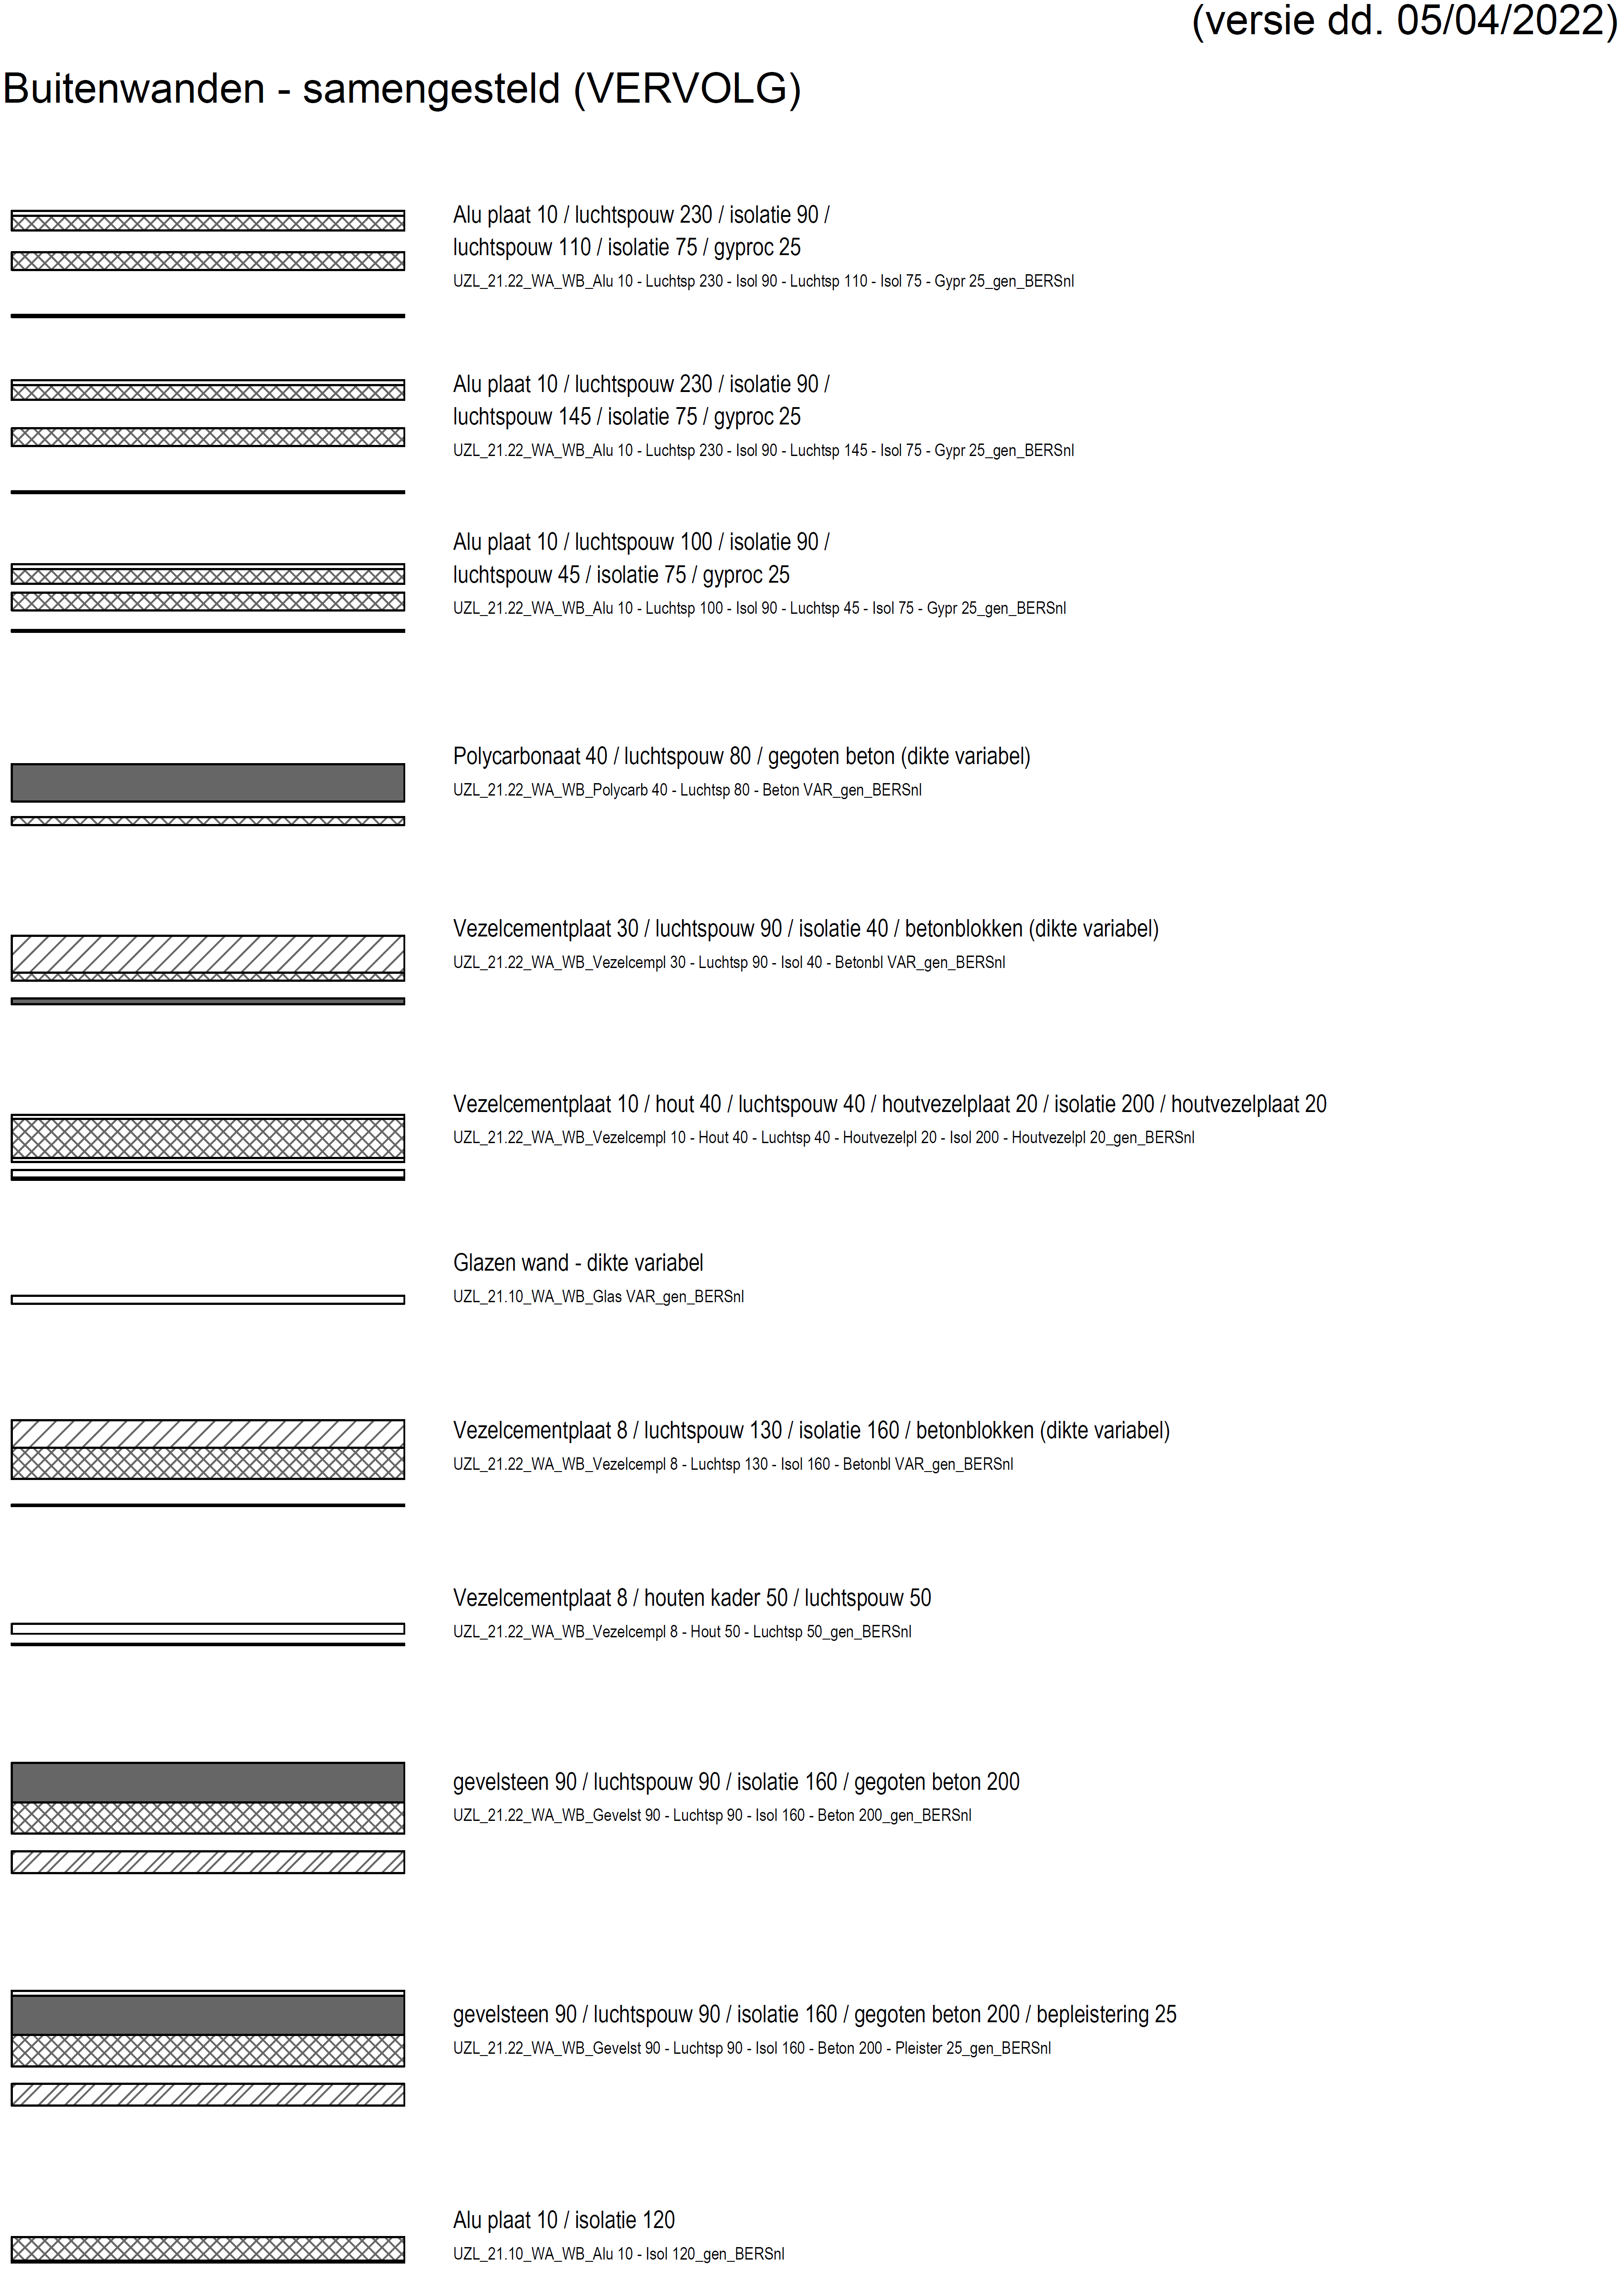 (versie dd. 05/04/2022)
Buitenwanden - samengesteld (VERVOLG)
Alu plaat 10 / luchtspouw 230 / isolatie 90 /
luchtspouw 110 / isolatie 75 / gyproc 25
UZL_21.22_WA_WB_Alu 10 - Luchtsp 230 - Isol 90 - Luchtsp 110 - Isol 75 - Gypr 25_gen_BERSnl
Alu plaat 10 / luchtspouw 230 / isolatie 90 /
luchtspouw 145 / isolatie 75 / gyproc 25
UZL_21.22_WA_WB_Alu 10 - Luchtsp 230 - Isol 90 - Luchtsp 145 - Isol 75 - Gypr 25_gen_BERSnl
Alu plaat 10 / luchtspouw 100 / isolatie 90 /
luchtspouw 45 / isolatie 75 / gyproc 25
UZL_21.22_WA_WB_Alu 10 - Luchtsp 100 - Isol 90 - Luchtsp 45 - Isol 75 - Gypr 25_gen_BERSnl
Polycarbonaat 40 / luchtspouw 80 / gegoten beton (dikte variabel)
UZL_21.22_WA_WB_Polycarb 40 - Luchtsp 80 - Beton VAR_gen_BERSnl
Vezelcementplaat 30 / luchtspouw 90 / isolatie 40 / betonblokken (dikte variabel)
UZL_21.22_WA_WB_Vezelcempl 30 - Luchtsp 90 - Isol 40 - Betonbl VAR_gen_BERSnl
Vezelcementplaat 10 / hout 40 / luchtspouw 40 / houtvezelplaat 20 / isolatie 200 / houtvezelplaat 20
UZL_21.22_WA_WB_Vezelcempl 10 - Hout 40 - Luchtsp 40 - Houtvezelpl 20 - Isol 200 - Houtvezelpl 20_gen_BERSnl
Glazen wand - dikte variabel
UZL_21.10_WA_WB_Glas VAR_gen_BERSnl
Vezelcementplaat 8 / luchtspouw 130 / isolatie 160 / betonblokken (dikte variabel)
UZL_21.22_WA_WB_Vezelcempl 8 - Luchtsp 130 - Isol 160 - Betonbl VAR_gen_BERSnl
Vezelcementplaat 8 / houten kader 50 / luchtspouw 50
UZL_21.22_WA_WB_Vezelcempl 8 - Hout 50 - Luchtsp 50_gen_BERSnl
gevelsteen 90 / luchtspouw 90 / isolatie 160 / gegoten beton 200
UZL_21.22_WA_WB_Gevelst 90 - Luchtsp 90 - Isol 160 - Beton 200_gen_BERSnl
gevelsteen 90 / luchtspouw 90 / isolatie 160 / gegoten beton 200 / bepleistering 25
UZL_21.22_WA_WB_Gevelst 90 - Luchtsp 90 - Isol 160 - Beton 200 - Pleister 25_gen_BERSnl
Alu plaat 10 / isolatie 120
UZL_21.10_WA_WB_Alu 10 - Isol 120_gen_BERSnl